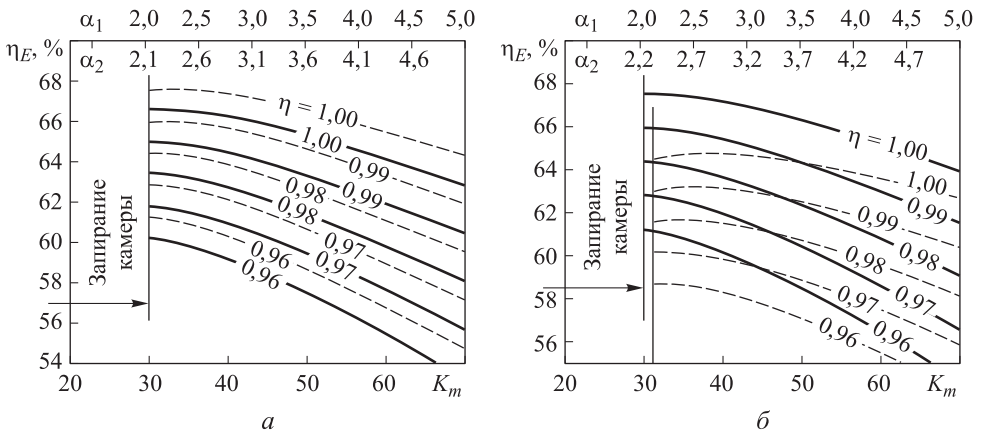 α1 2,0 2,5 3,0 3,5 4,0 4,5 5,0
ηE, % α2 2,1 2,6 3,1 3,6 4,1 4,6
68
66
64
62
60
58
56
54
20 30 40 50 60 Km
Запирание
камеры
η = 1,00
1,00
0,99
0,99
0,98
0,98
0,97
0,97
0,96
0,96
а
α1 2,0 2,5 3,0 3,5 4,0 4,5 5,0
ηE, % α2 2,2 2,7 3,2 3,7 4,2 4,7
68
66
64
62
60
58
56
20 30 40 50 60 Km
Запирание
камеры
η = 1,00
1,00
0,99
0,99
0,98
0,98
0,97
0,97
0,96
0,96
б